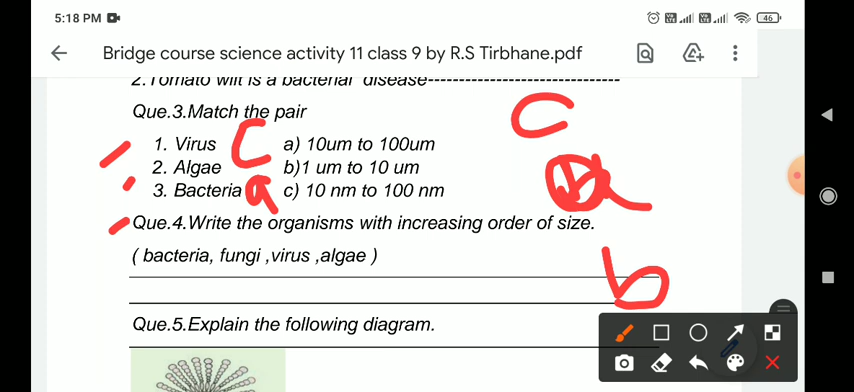 5:18 PM
46
Bridge course science activity 11 class 9 by R.S Tirbhane.pdf
2.Tomato wilt is a bacterial disease--------------------------------
Que.3.Match the pair
C
1. Virus C a) 10um to 100um
2. Algae b)1 um to 10 um
3. Bacteria a c) 10 nm to 100 nm
Que.4.Write the organisms with increasing order of size.
( bacteria, fungi ,virus ,algae )
b
Que.5.Explain the following diagram.